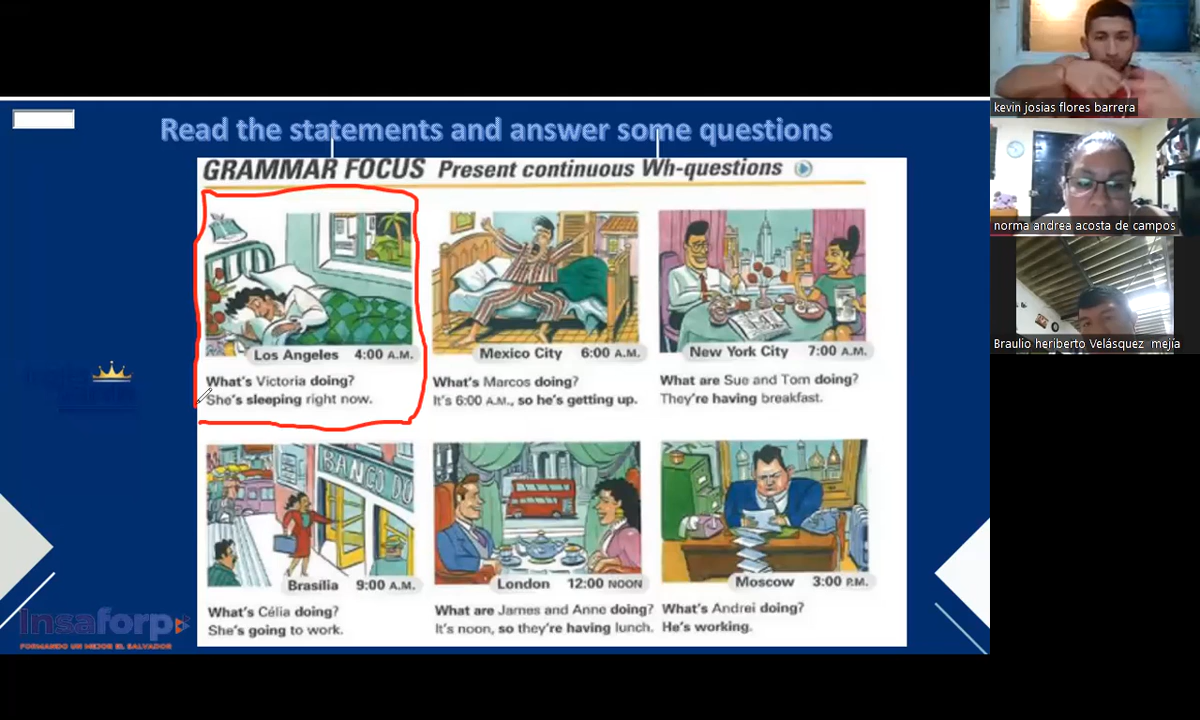 Read the statements and answer some questions
GRAMMAR FOCUS Present continuous Wh-questions
Los Angeles 4:00 A.M.
What's Victoria doing?
She's sleeping right now.
Mexico City 6:00 A.M.
What's Marcos doing?
It's 6:00 A.M., so he's getting up.
New York City 7:00 A.M.
What are Sue and Tom doing?
They're having breakfast.
BANCO DO
Brasília 9:00 A.M.
What's Célia doing?
She's going to work.
London 12:00 NOON
What are James and Anne doing?
It's noon, so they're having lunch.
Moscow 3:00 P.M.
What's Andrei doing?
He's working.
Insaforp
FORMANDO UN MEJOR EL SALVADOR
kevin josias flores barrera
norma andrea acosta de campos
Braulio heriberto Velásquez mejía